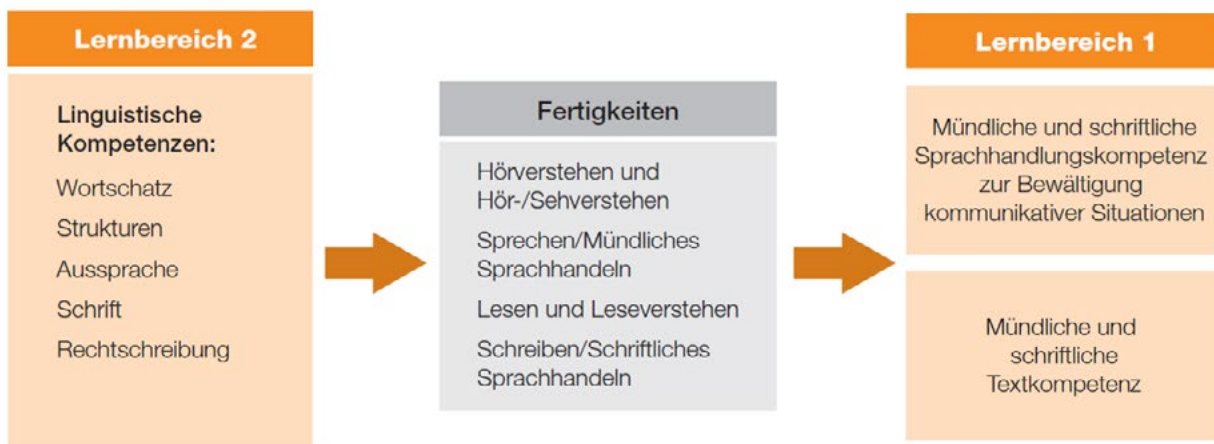 Lernbereich 2
Linguistische
Kompetenzen:
Wortschatz
Strukturen
Aussprache
Schrift
Rechtschreibung
Fertigkeiten
Hörverstehen und
Hör-/Sehverstehen
Sprechen/Mündliches
Sprachhandeln
Lesen und Leseverstehen
Schreiben/Schriftliches
Sprachhandeln
Lernbereich 1
Mündliche und schriftliche
Sprachhandlungskompetenz
zur Bewältigung
kommunikativer Situationen
Mündliche und
schriftliche
Textkompetenz